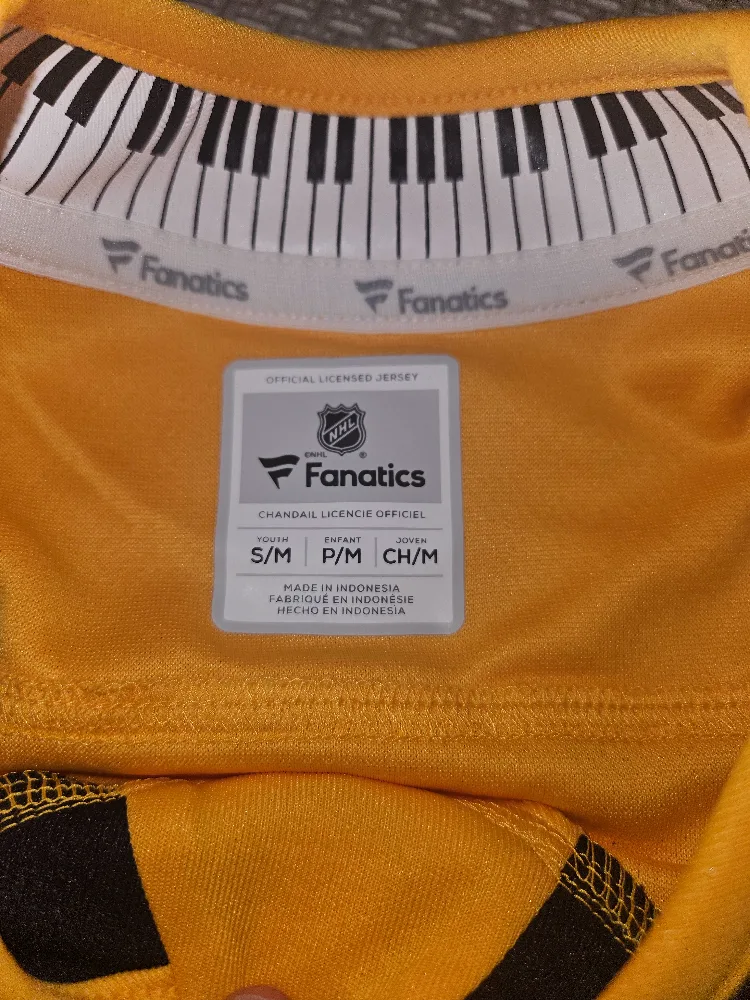 Fanatics Fanatics Fanatics
OFFICIAL LICENSED JERSEY
NHL
©NHL ®
Fanatics
CHANDAIL LICENCIE OFFICIEL
YOUTH ENFANT JOVEN
S/M P/M CH/M
MADE IN INDONESIA
FABRIQUÉ EN INDONÉSIE
HECHO EN INDONESIA